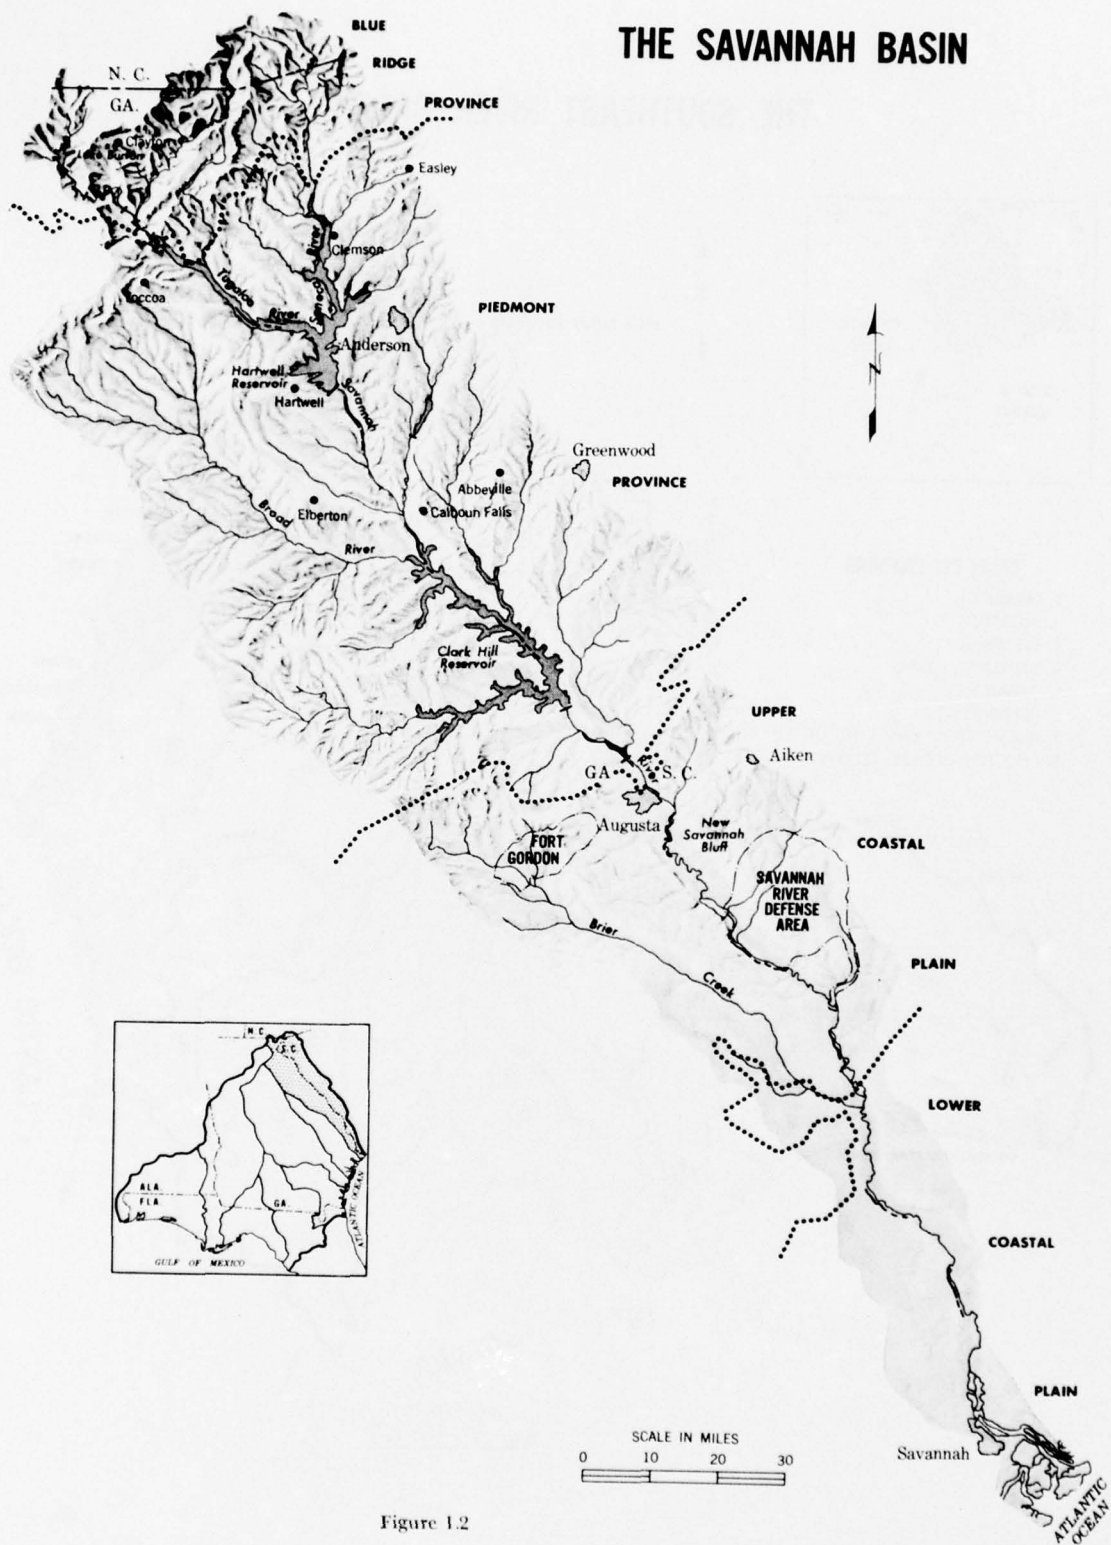 THE SAVANNAH BASIN
BLUE
RIDGE
PROVINCE
N. C.
GA.
Clayton
Lake Burton
Easley
Clemson
Seneca River
Toccoa
Tugaloo River
PIEDMONT
Anderson
Hartwell
Reservoir
Hartwell
Savannah
Greenwood
PROVINCE
Abbeville
Calhoun Falls
Elberton
Broad River
Clark Hill
Reservoir
UPPER
Aiken
River
GA
S. C.
Augusta
New
Savannah
Bluff
COASTAL
FORT
GORDON
SAVANNAH
RIVER
DEFENSE
AREA
Brier Creek
PLAIN
N. C.
S. C.
ALA.
FLA.
GA.
ATLANTIC OCEAN
GULF OF MEXICO
LOWER
COASTAL
PLAIN
Savannah
ATLANTIC
OCEAN
SCALE IN MILES
0 10 20 30
Figure 1.2